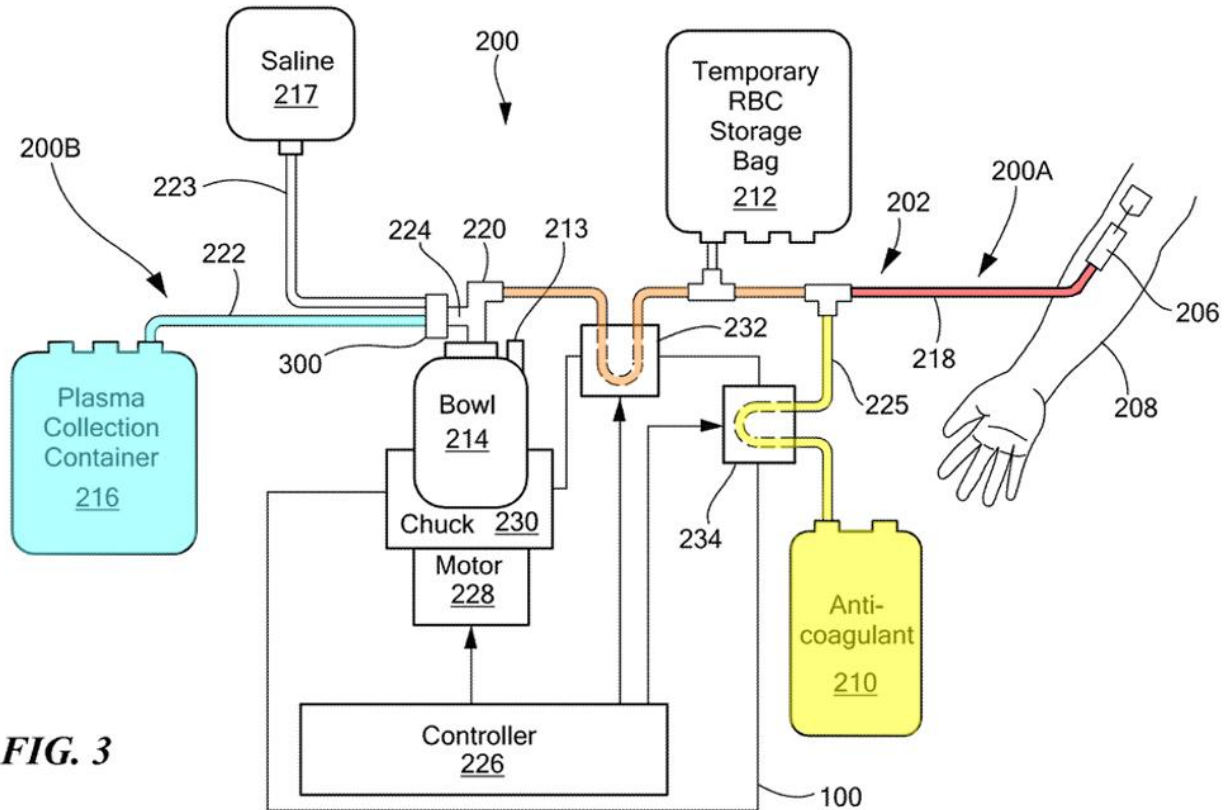 200
Saline
217
Temporary
RBC
Storage
Bag
212
200B
200A
223
202
224
220
213
222
206
232
218
300
208
Plasma
Collection
Container
216
Bowl
214
225
Chuck 230
234
Motor
228
Anti-
coagulant
210
Controller
226
FIG. 3
100